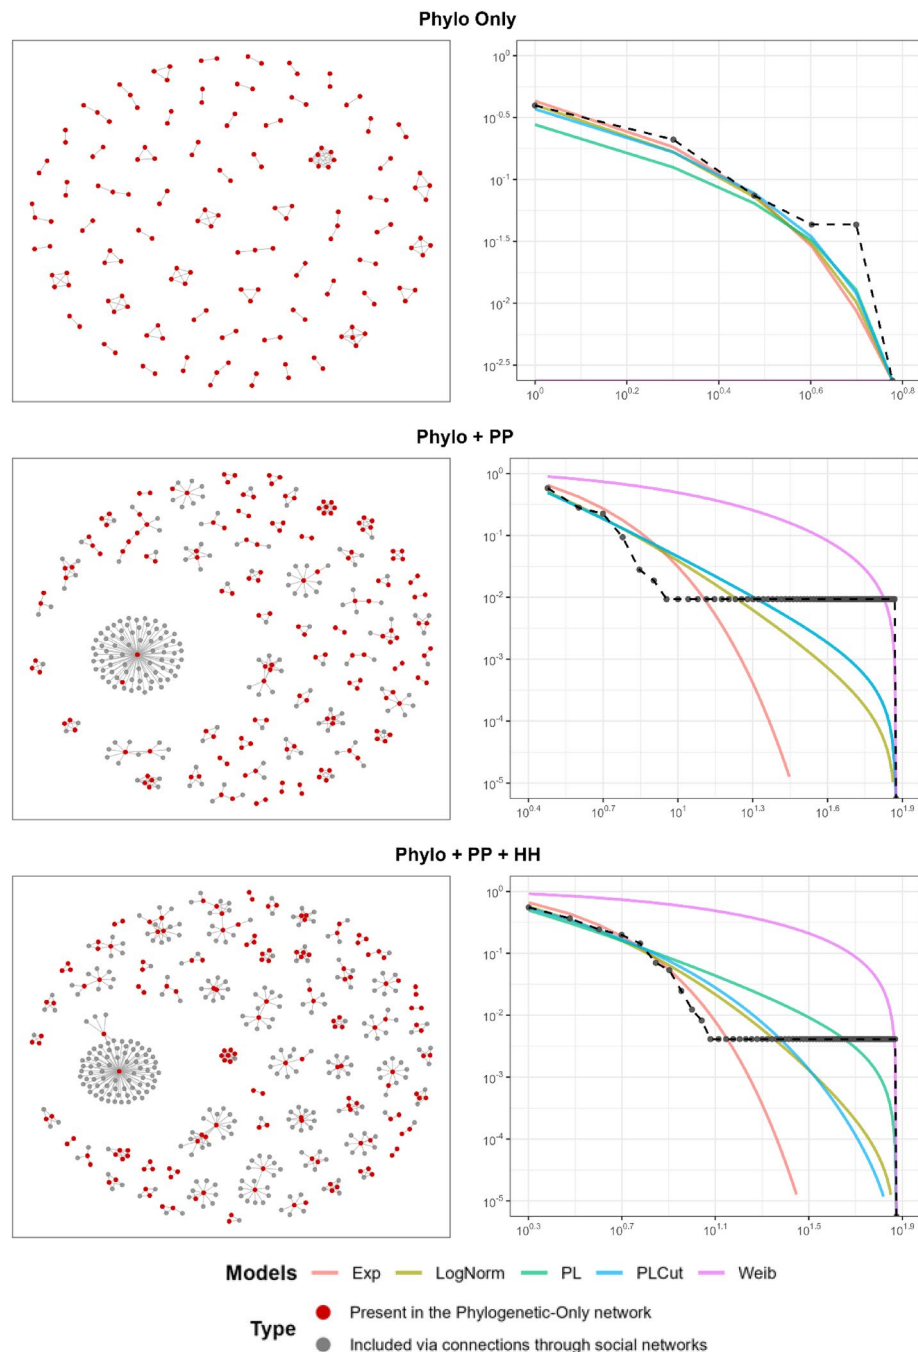 Phylo Only
10^0
10^-0.5
10^-1
10^-1.5
10^-2
10^-2.5
10^0 10^0.2 10^0.4 10^0.6 10^0.8
Phylo + PP
10^0
10^-1
10^-2
10^-3
10^-4
10^-5
10^0.4 10^0.7 10^1 10^1.3 10^1.6 10^1.9
Phylo + PP + HH
10^0
10^-1
10^-2
10^-3
10^-4
10^-5
10^0.3 10^0.7 10^1.1 10^1.5 10^1.9
Models Exp LogNorm PL PLCut Weib
Type
Present in the Phylogenetic-Only network
Included via connections through social networks